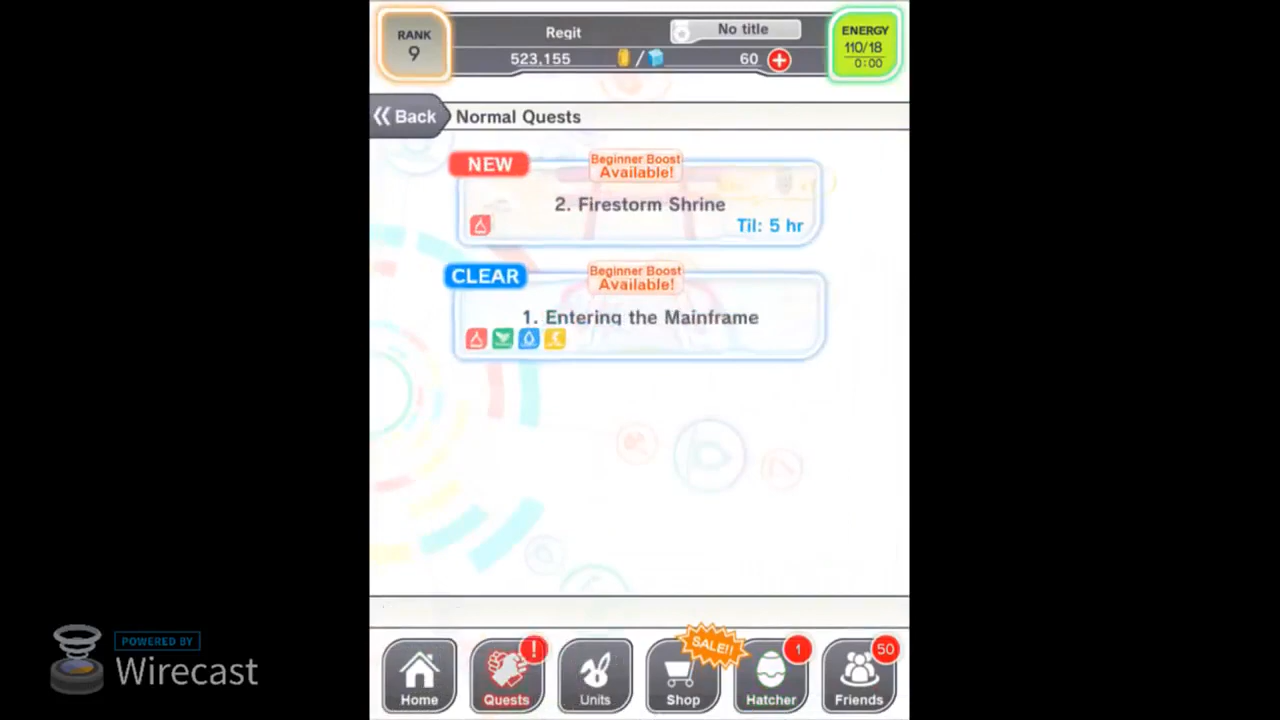 RANK
9
Reqit
No title
523,155
/
60
ENERGY
110/18
0:00
Back
Normal Quests
NEW
Beginner Boost
Available!
2. Firestorm Shrine
Til: 5 hr
CLEAR
Beginner Boost
Available!
1. Entering the Mainframe
SALE!!
!
1
50
Home
Quests
Units
Shop
Hatcher
Friends
POWERED BY
Wirecast